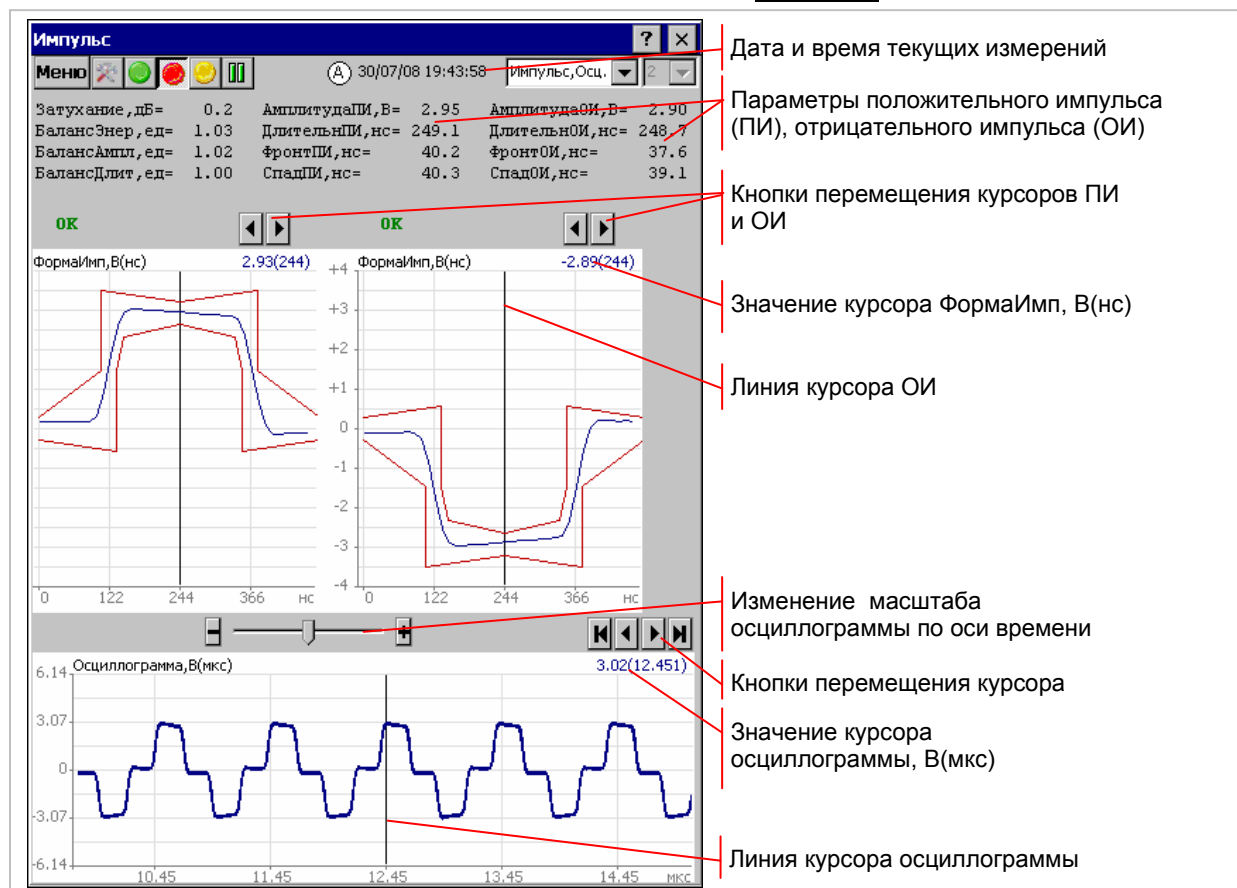 Импульс ? ×
Меню A 30/07/08 19:43:58 Импульс,Осц. 2
Затухание,дБ= 0.2 АмплитудаПИ,В= 2.95 АмплитудаОИ,В= 2.90
БалансЭнер,ед= 1.03 ДлительнПИ,нс= 249.1 ДлительнОИ,нс= 248.7
БалансАмпл,ед= 1.02 ФронтПИ,нс= 40.2 ФронтОИ,нс= 37.6
БалансДлит,ед= 1.00 СпадПИ,нс= 40.3 СпадОИ,нс= 39.1
OK OK
ФормаИмп,В(нс) 2.93(244) ФормаИмп,В(нс) -2.89(244)
+4
+3
+2
+1
0
-1
-2
-3
-4
0 122 244 366 нс 0 122 244 366 нс
- +
Осциллограмма,В(мкс) 3.02(12.451)
6.14
3.07
0
-3.07
-6.14
10.45 11.45 12.45 13.45 14.45 мкс
Дата и время текущих измерений
Параметры положительного импульса
(ПИ), отрицательного импульса (ОИ)
Кнопки перемещения курсоров ПИ
и ОИ
Значение курсора ФормаИмп, В(нс)
Линия курсора ОИ
Изменение масштаба
осциллограммы по оси времени
Кнопки перемещения курсора
Значение курсора
осциллограммы, В(мкс)
Линия курсора осциллограммы